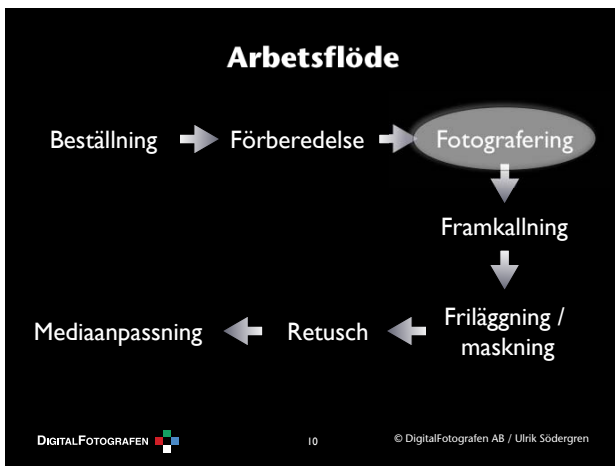 Arbetsflöde
Beställning Förberedelse Fotografering
Framkallning
Friläggning /
maskning
Retusch
Mediaanpassning
DIGITALFOTOGRAFEN
10
© DigitalFotografen AB / Ulrik Södergren